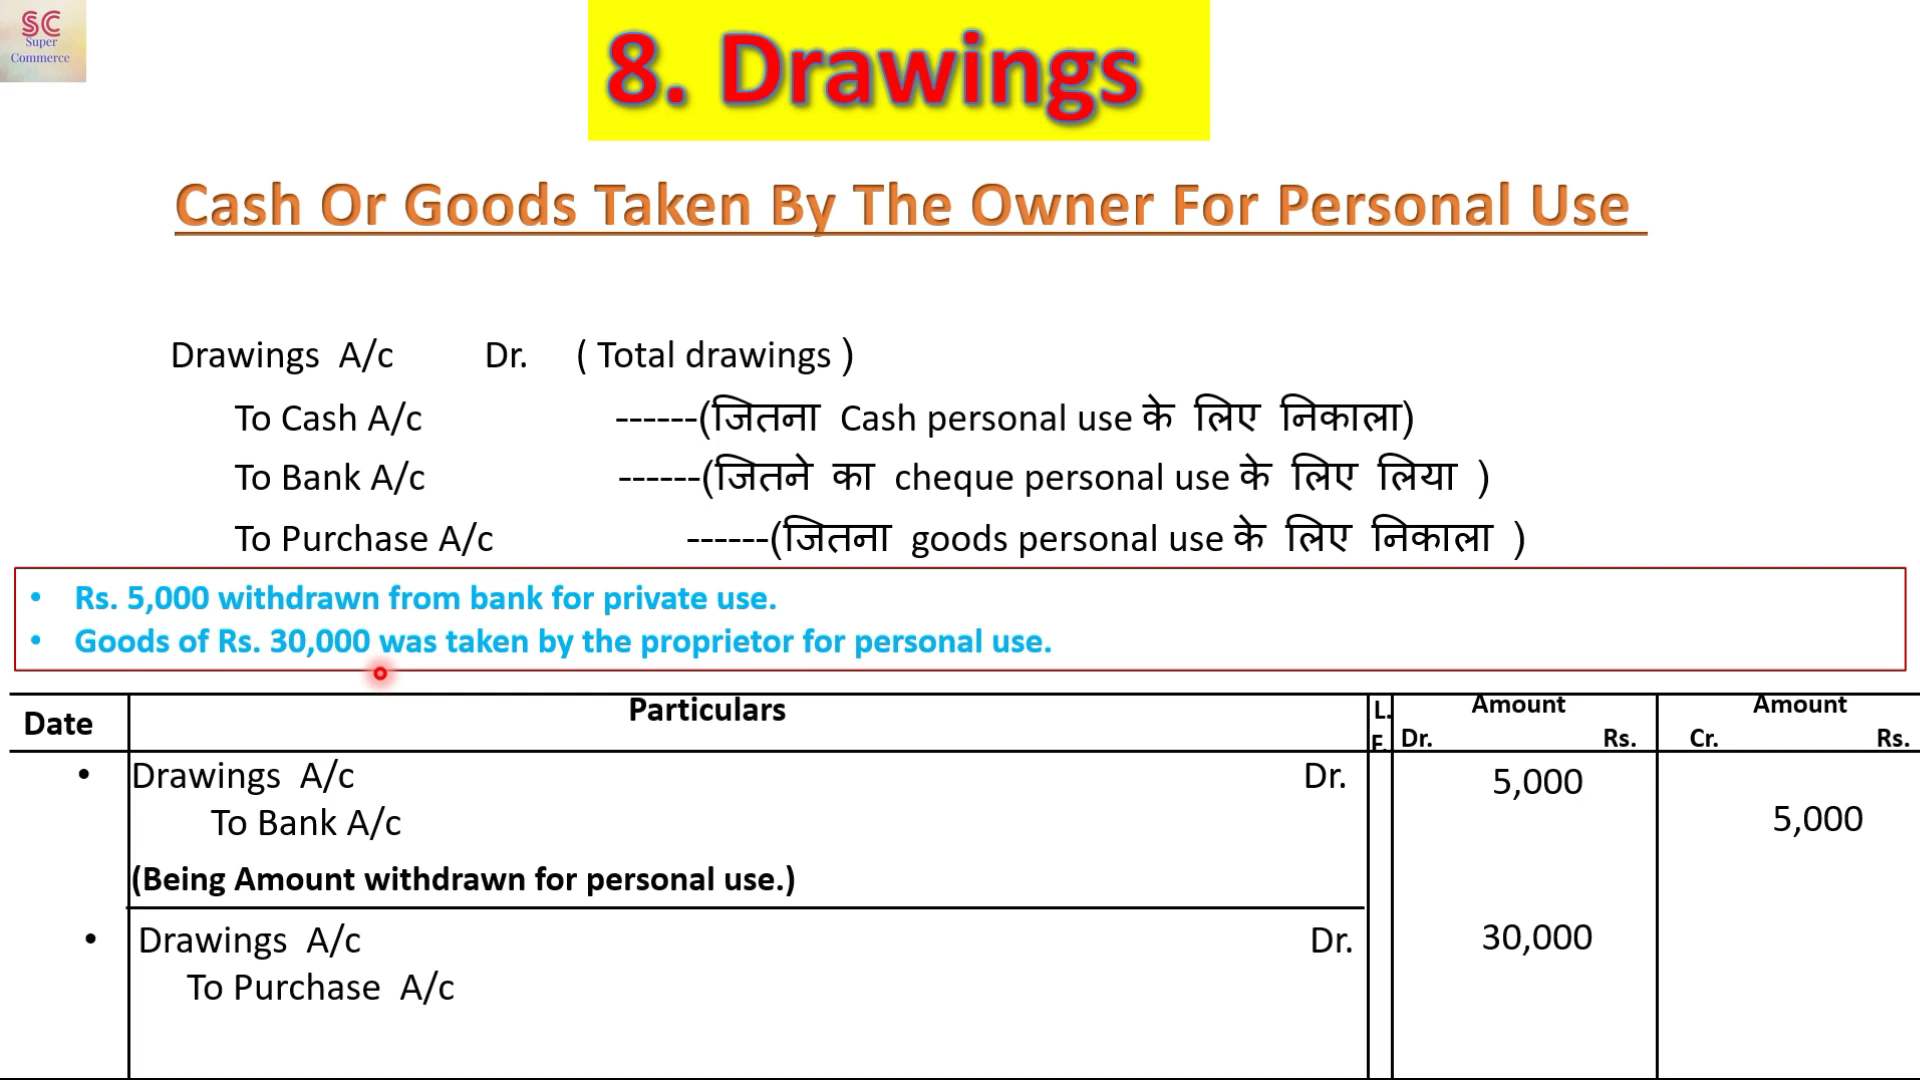 SC
Super
Commerce
8. Drawings
Cash Or Goods Taken By The Owner For Personal Use
Drawings A/c Dr. ( Total drawings )
To Cash A/c ------(जितना Cash personal use के लिए निकाला)
To Bank A/c ------(जितने का cheque personal use के लिए लिया )
To Purchase A/c ------(जितना goods personal use के लिए निकाला )
• Rs. 5,000 withdrawn from bank for private use.
• Goods of Rs. 30,000 was taken by the proprietor for personal use.
Date Particulars L. F. Amount Dr. Rs. Amount Cr. Rs.
• Drawings A/c Dr. 5,000
To Bank A/c 5,000
(Being Amount withdrawn for personal use.)
• Drawings A/c Dr. 30,000
To Purchase A/c